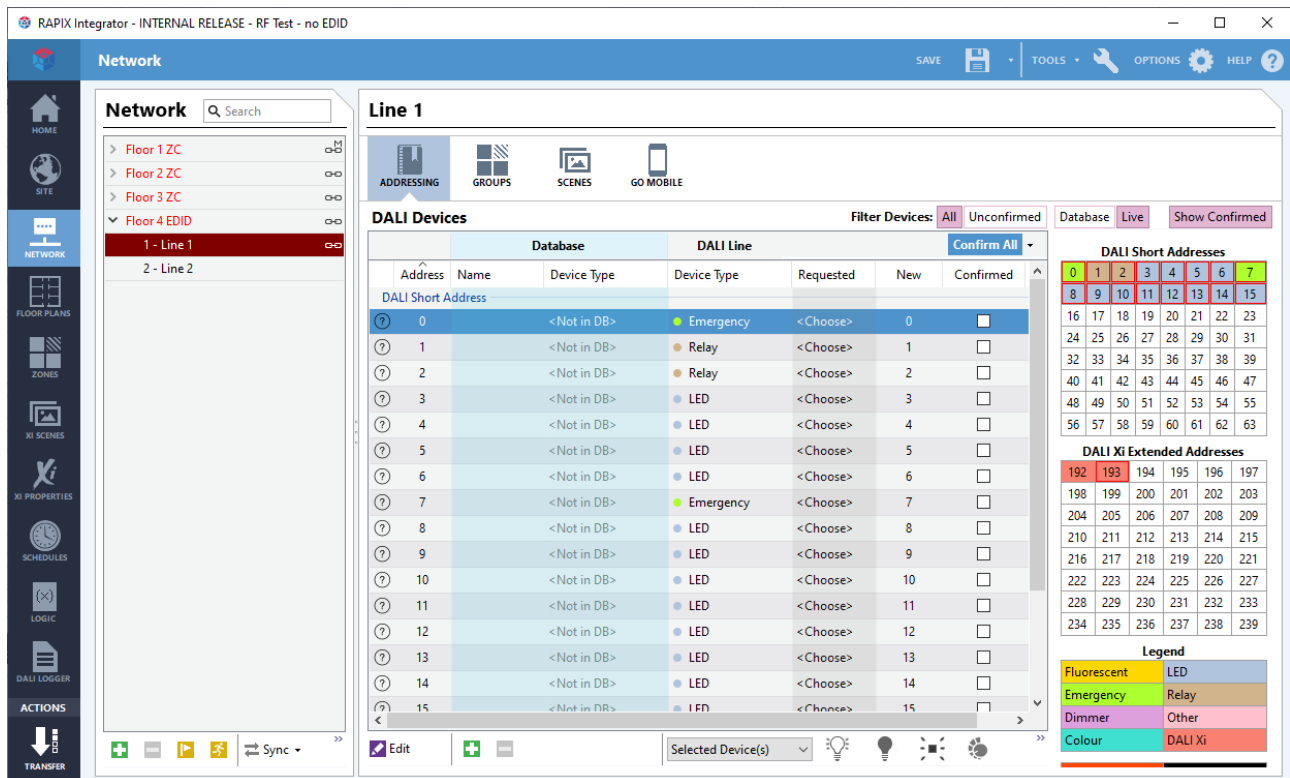 RAPIX Integrator - INTERNAL RELEASE - RF Test - no EDID
Network
SAVE
TOOLS
OPTIONS
HELP
HOME
SITE
NETWORK
FLOOR PLANS
ZONES
XI SCENES
XI PROPERTIES
SCHEDULES
LOGIC
DALI LOGGER
ACTIONS
TRANSFER
Network
Search
Floor 1 ZC
M
Floor 2 ZC
Floor 3 ZC
Floor 4 EDID
1 - Line 1
2 - Line 2
Sync
Line 1
ADDRESSING
GROUPS
SCENES
GO MOBILE
DALI Devices
Filter Devices: All Unconfirmed Database Live Show Confirmed
Database DALI Line Confirm All
Address Name Device Type Device Type Requested New Confirmed
DALI Short Address
0 <Not in DB> Emergency <Choose> 0
1 <Not in DB> Relay <Choose> 1
2 <Not in DB> Relay <Choose> 2
3 <Not in DB> LED <Choose> 3
4 <Not in DB> LED <Choose> 4
5 <Not in DB> LED <Choose> 5
6 <Not in DB> LED <Choose> 6
7 <Not in DB> Emergency <Choose> 7
8 <Not in DB> LED <Choose> 8
9 <Not in DB> LED <Choose> 9
10 <Not in DB> LED <Choose> 10
11 <Not in DB> LED <Choose> 11
12 <Not in DB> LED <Choose> 12
13 <Not in DB> LED <Choose> 13
14 <Not in DB> LED <Choose> 14
15 <Not in DB> LED <Choose> 15
Edit
Selected Device(s)
DALI Short Addresses
0 1 2 3 4 5 6 7
8 9 10 11 12 13 14 15
16 17 18 19 20 21 22 23
24 25 26 27 28 29 30 31
32 33 34 35 36 37 38 39
40 41 42 43 44 45 46 47
48 49 50 51 52 53 54 55
56 57 58 59 60 61 62 63
DALI Xi Extended Addresses
192 193 194 195 196 197
198 199 200 201 202 203
204 205 206 207 208 209
210 211 212 213 214 215
216 217 218 219 220 221
222 223 224 225 226 227
228 229 230 231 232 233
234 235 236 237 238 239
Legend
Fluorescent LED
Emergency Relay
Dimmer Other
Colour DALI Xi